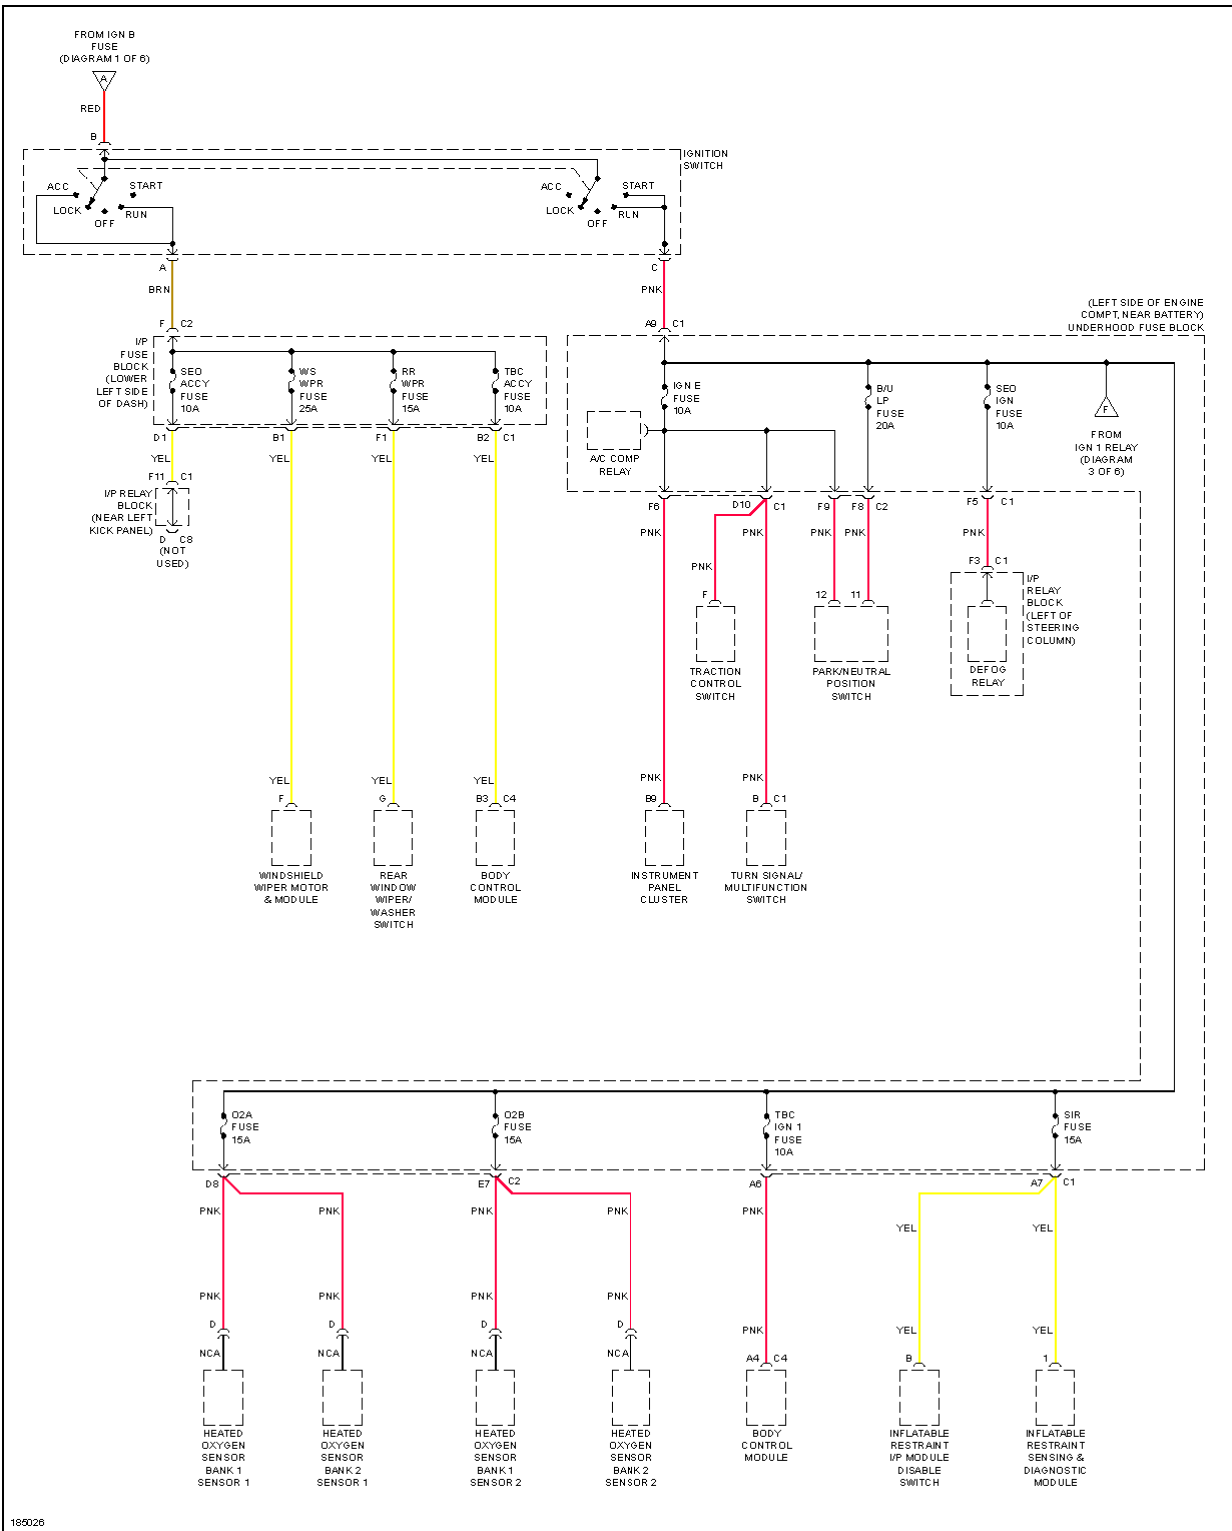 FROM IGN B
FUSE
(DIAGRAM 1 OF 6)
A
RED
B
IGNITION
SWITCH
ACC
START
LOCK
RUN
OFF
ACC
START
LOCK
RUN
OFF
A
C
BRN
PNK
(LEFT SIDE OF ENGINE
COMPT, NEAR BATTERY)
UNDERHOOD FUSE BLOCK
F C2
A9 C1
I/P
FUSE
BLOCK
(LOWER
LEFT SIDE
OF DASH)
SEO
ACCY
FUSE
10A
WS
WPR
FUSE
25A
RR
WPR
FUSE
15A
TBC
ACCY
FUSE
10A
IGN E
FUSE
10A
B/U
LP
FUSE
20A
SEO
IGN
FUSE
10A
F
FROM
IGN 1 RELAY
(DIAGRAM
3 OF 6)
A/C COMP
RELAY
D1
B1
F1
B2 C1
YEL
YEL
YEL
YEL
F11 C1
I/P RELAY
BLOCK
(NEAR LEFT
KICK PANEL)
D C8
(NOT
USED)
F6
D10 C1
F9
F8 C2
F5 C1
PNK
PNK
PNK
PNK
PNK
PNK
F3 C1
I/P
RELAY
BLOCK
(LEFT OF
STEERING
COLUMN)
DEFOG
RELAY
F
12
11
TRACTION
CONTROL
SWITCH
PARK/NEUTRAL
POSITION
SWITCH
YEL
YEL
YEL
PNK
PNK
F
G
B3 C4
B9
B C1
WINDSHIELD
WIPER MOTOR
& MODULE
REAR
WINDOW
WIPER/
WASHER
SWITCH
BODY
CONTROL
MODULE
INSTRUMENT
PANEL
CLUSTER
TURN SIGNAL/
MULTIFUNCTION
SWITCH
O2A
FUSE
15A
O2B
FUSE
15A
TBC
IGN 1
FUSE
10A
SIR
FUSE
15A
D8
E7 C2
A6
A7 C1
PNK
PNK
PNK
PNK
PNK
YEL
YEL
PNK
PNK
PNK
PNK
PNK
YEL
YEL
D
D
D
D
NCA
NCA
NCA
NCA
A4 C4
B
1
HEATED
OXYGEN
SENSOR
BANK 1
SENSOR 1
HEATED
OXYGEN
SENSOR
BANK 2
SENSOR 1
HEATED
OXYGEN
SENSOR
BANK 1
SENSOR 2
HEATED
OXYGEN
SENSOR
BANK 2
SENSOR 2
BODY
CONTROL
MODULE
INFLATABLE
RESTRAINT
I/P MODULE
DISABLE
SWITCH
INFLATABLE
RESTRAINT
SENSING &
DIAGNOSTIC
MODULE
185026